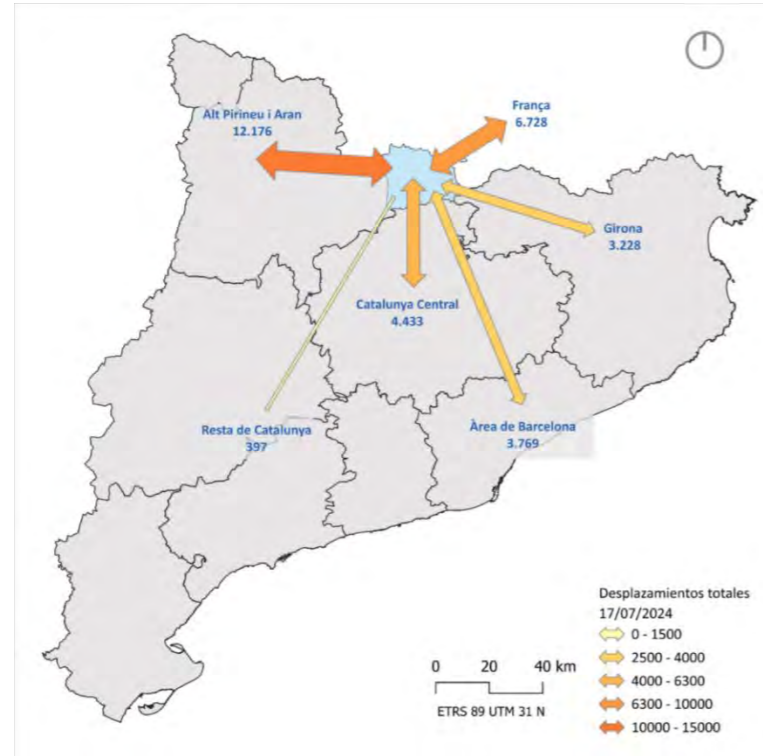 Alt Pirineu i Aran
12.176
França
6.728
Girona
3.228
Catalunya Central
4.433
Resta de Catalunya
397
Àrea de Barcelona
3.769
Desplazamientos totales
17/07/2024
0 - 1500
2500 - 4000
4000 - 6300
6300 - 10000
10000 - 15000
0 20 40 km
ETRS 89 UTM 31 N